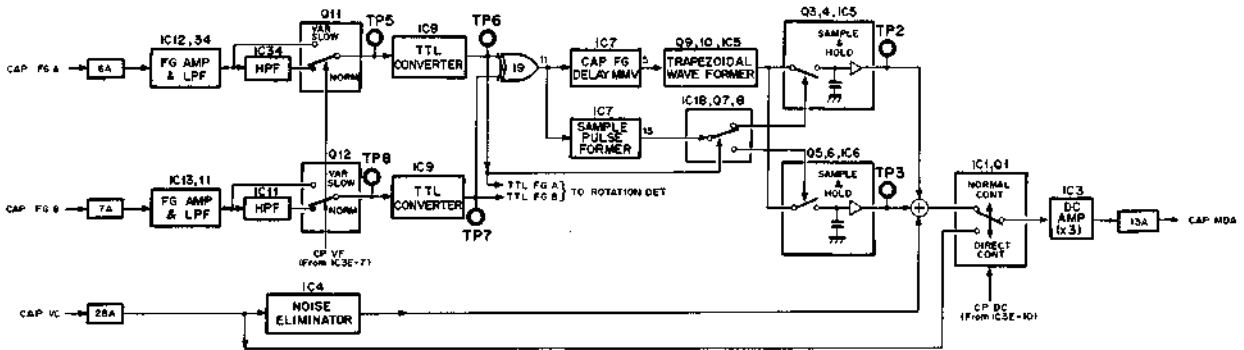 Q11
VAR
SLOW
NORM
TP5
IC8
TTL
CONVERTER
TP6
IC12, 34
FG AMP
& LPF
IC34
HPF
CAP FG A
6A
19
11
IC7
CAP FG
DELAY MMV
5
Q9, 10, IC5
TRAPEZOIDAL
WAVE FORMER
Q3, 4, IC5
SAMPLE
&
HOLD
TP2
IC7
SAMPLE
PULSE
FORMER
13
IC18, Q7, 8
Q12
VAR
SLOW
NORM
TP8
IC9
TTL
CONVERTER
TP7
TTL FG A
TTL FG B
} TO ROTATION DET
IC13, 11
FG AMP
& LPF
IC11
HPF
CAP FG B
7A
CP VF
(From IC3E-7)
Q5, 6, IC6
SAMPLE
&
HOLD
TP3
+
IC1, Q1
NORMAL
CONT
DIRECT
CONT
CP DC
(From IC3E-10)
IC3
DC
AMP
(x3)
13A
CAP MDA
CAP VC
28A
IC4
NOISE
ELIMINATOR